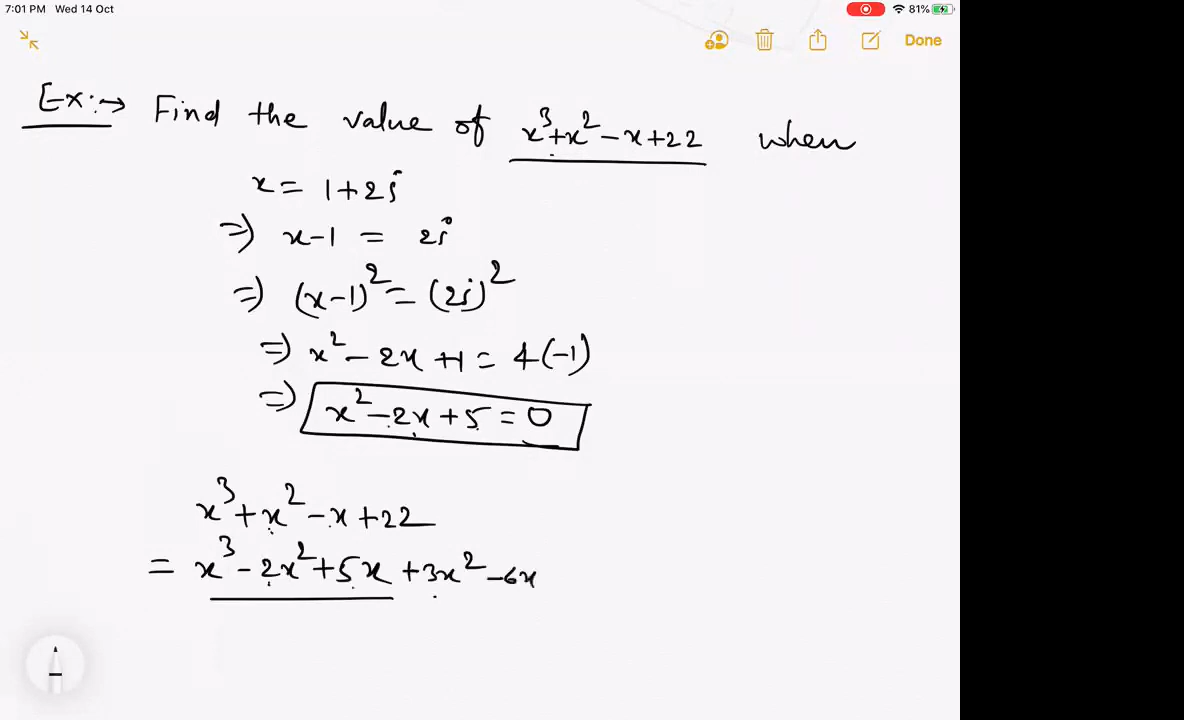 7:01 PM Wed 14 Oct 81%
Done
Ex:→ Find the value of x³+x²-x+22 when
x = 1+2i
⇒ x-1 = 2i
⇒ (x-1)² = (2i)²
⇒ x² - 2x + 1 = 4(-1)
⇒ x² - 2x + 5 = 0
x³ + x² - x + 22
= x³ - 2x² + 5x + 3x² - 6x